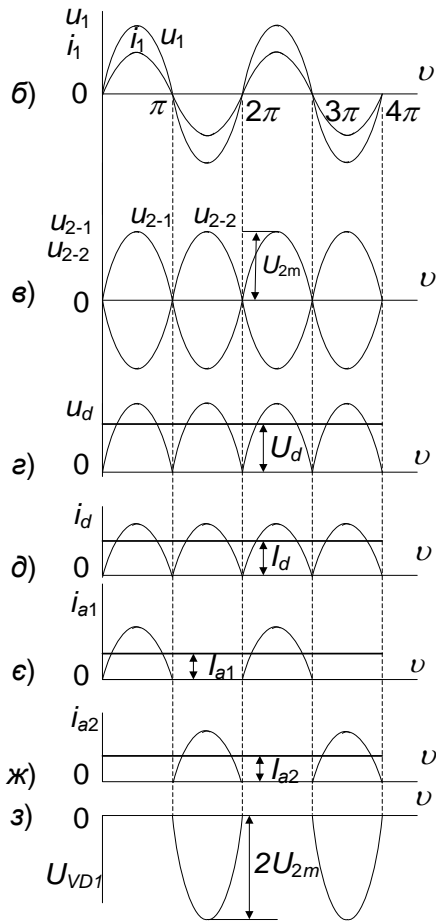 u1
i1
i1 u1
υ
б) 0
π 2π 3π 4π
u2-1
u2-2
u2-1 u2-2
U2m
υ
в) 0
ud
Ud
υ
г) 0
id
Id
υ
д) 0
ia1
Ia1
υ
є) 0
ia2
Ia2
υ
ж) 0
υ
з) 0
UVD1
2U2m